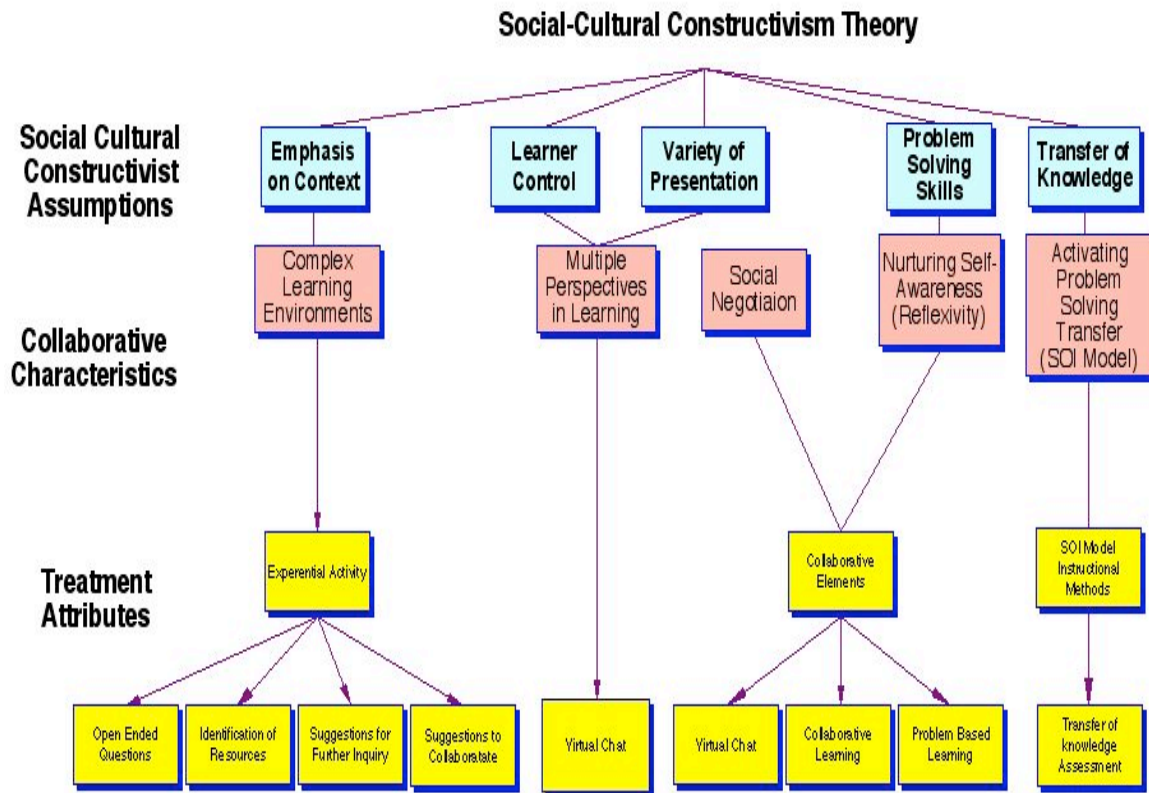 Social-Cultural Constructivism Theory
Social Cultural
Constructivist
Assumptions
Emphasis
on Context
Learner
Control
Variety of
Presentation
Problem
Solving
Skills
Transfer of
Knowledge
Collaborative
Characteristics
Complex
Learning
Environments
Multiple
Perspectives
in Learning
Social
Negotiaion
Nurturing Self-
Awareness
(Reflexivity)
Activating
Problem
Solving
Transfer
(SOI Model)
Treatment
Attributes
Experential Activity
Collaborative
Elements
SOI Model
Instructional
Methods
Open Ended
Questions
Identification of
Resources
Suggestions for
Further Inquiry
Suggestions to
Collaboratate
Virtual Chat
Virtual Chat
Collaborative
Learning
Problem Based
Learning
Transfer of
knowledge
Assessment